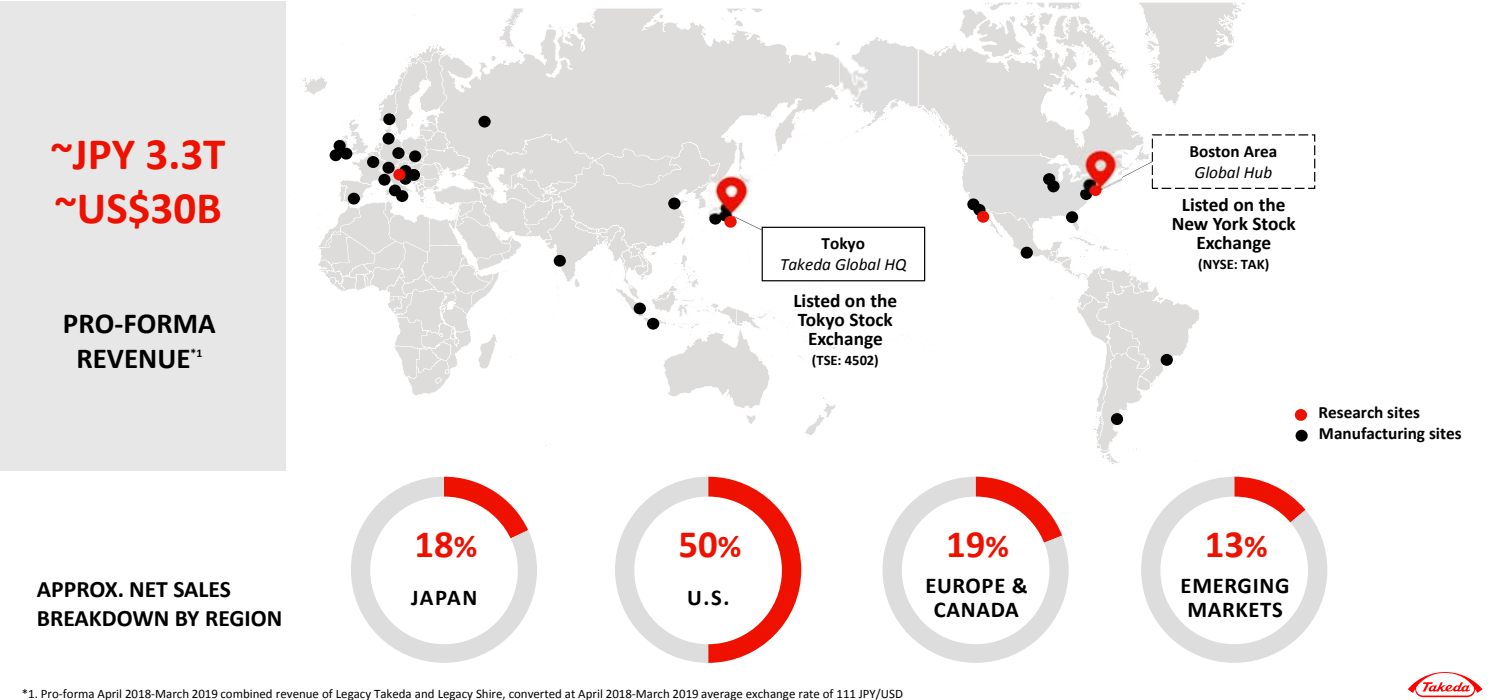 ~JPY 3.3T
~US$30B
PRO-FORMA
REVENUE*1
Tokyo
Takeda Global HQ
Listed on the
Tokyo Stock
Exchange
(TSE: 4502)
Boston Area
Global Hub
Listed on the
New York Stock
Exchange
(NYSE: TAK)
Research sites
Manufacturing sites
APPROX. NET SALES
BREAKDOWN BY REGION
18%
JAPAN
50%
U.S.
19%
EUROPE &
CANADA
13%
EMERGING
MARKETS
*1. Pro-forma April 2018-March 2019 combined revenue of Legacy Takeda and Legacy Shire, converted at April 2018-March 2019 average exchange rate of 111 JPY/USD
Takeda